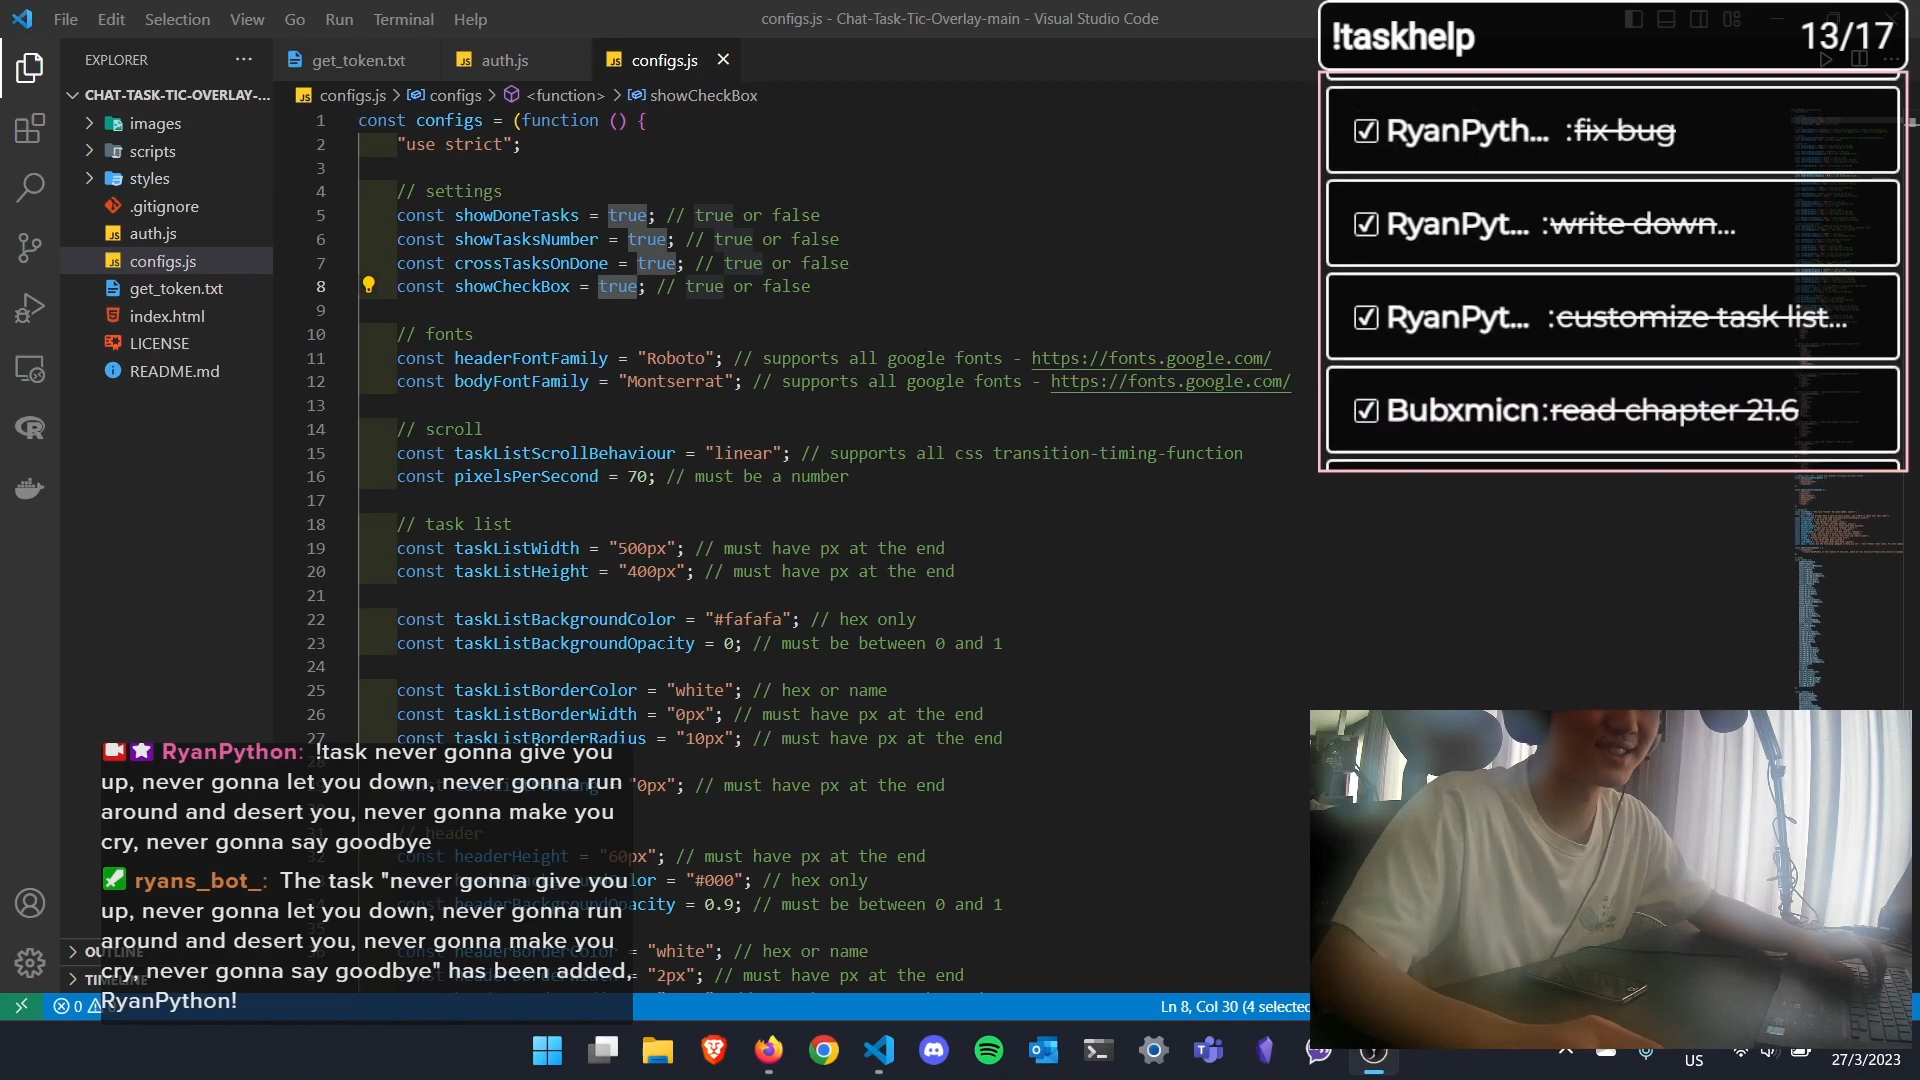 File Edit Selection View Go Run Terminal Help
configs.js - Chat-Task-Tic-Overlay-main - Visual Studio Code
EXPLORER
CHAT-TASK-TIC-OVERLAY-...
images
scripts
styles
.gitignore
auth.js
configs.js
get_token.txt
index.html
LICENSE
README.md
OUTLINE
TIMELINE
get_token.txt
auth.js
configs.js
configs.js > configs > <function> > showCheckBox
1 const configs = (function () {
2 "use strict";
3
4 // settings
5 const showDoneTasks = true; // true or false
6 const showTasksNumber = true; // true or false
7 const crossTasksOnDone = true; // true or false
8 const showCheckBox = true; // true or false
9
10 // fonts
11 const headerFontFamily = "Roboto"; // supports all google fonts - https://fonts.google.com/
12 const bodyFontFamily = "Montserrat"; // supports all google fonts - https://fonts.google.com/
13
14 // scroll
15 const taskListScrollBehaviour = "linear"; // supports all css transition-timing-function
16 const pixelsPerSecond = 70; // must be a number
17
18 // task list
19 const taskListWidth = "500px"; // must have px at the end
20 const taskListHeight = "400px"; // must have px at the end
21
22 const taskListBackgroundColor = "#fafafa"; // hex only
23 const taskListBackgroundOpacity = 0; // must be between 0 and 1
24
25 const taskListBorderColor = "white"; // hex or name
26 const taskListBorderWidth = "0px"; // must have px at the end
27 const taskListBorderRadius = "10px"; // must have px at the end
"0px"; // must have px at the end
// header
headerHeight = "60px"; // must have px at the end
= "#000"; // hex only
= 0.9; // must be between 0 and 1
headerBorderColor = "white"; // hex or name
= "2px"; // must have px at the end
RyanPython: !task never gonna give you
up, never gonna let you down, never gonna run
around and desert you, never gonna make you
cry, never gonna say goodbye
ryans_bot_: The task "never gonna give you
up, never gonna let you down, never gonna run
around and desert you, never gonna make you
cry, never gonna say goodbye" has been added,
RyanPython!
!taskhelp 13/17
RyanPyth... :fix bug
RyanPyt... :write down...
RyanPyt... :customize task list...
Bubxmicn:read chapter 21.6
0
Ln 8, Col 30 (4 selected
US
27/3/2023